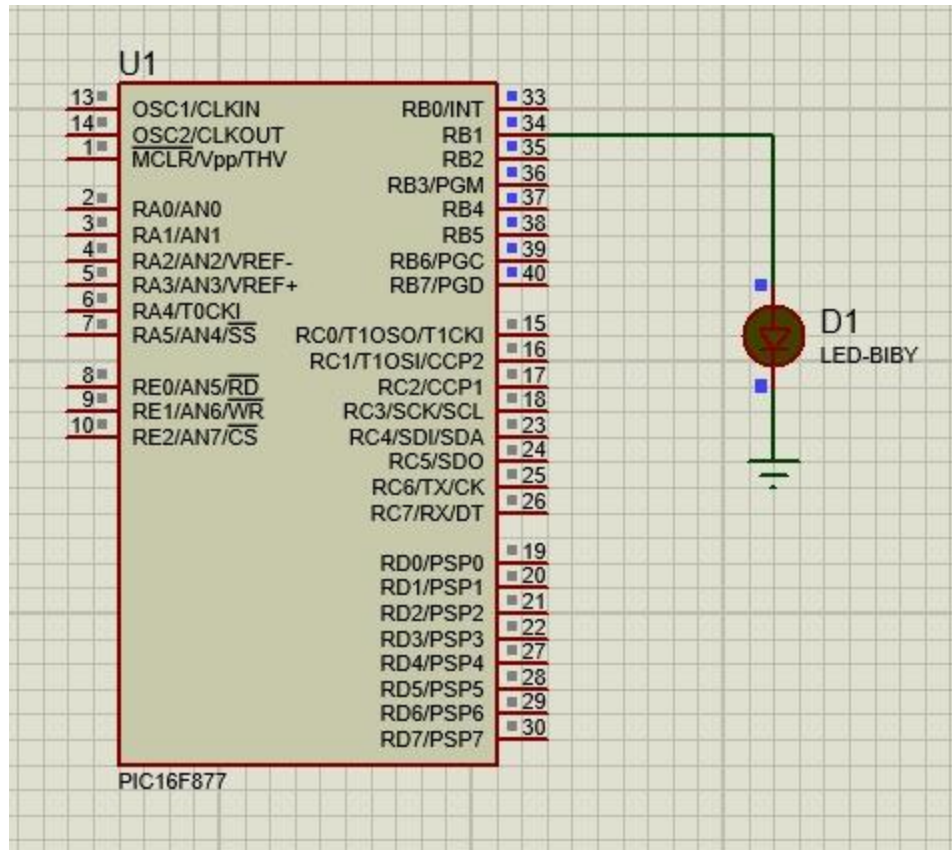 U1
13
OSC1/CLKIN
14
OSC2/CLKOUT
1
MCLR/Vpp/THV
2
RA0/AN0
3
RA1/AN1
4
RA2/AN2/VREF-
5
RA3/AN3/VREF+
6
RA4/T0CKI
7
RA5/AN4/SS
8
RE0/AN5/RD
9
RE1/AN6/WR
10
RE2/AN7/CS
RB0/INT
33
RB1
34
RB2
35
RB3/PGM
36
RB4
37
RB5
38
RB6/PGC
39
RB7/PGD
40
RC0/T1OSO/T1CKI
15
RC1/T1OSI/CCP2
16
RC2/CCP1
17
RC3/SCK/SCL
18
RC4/SDI/SDA
23
RC5/SDO
24
RC6/TX/CK
25
RC7/RX/DT
26
RD0/PSP0
19
RD1/PSP1
20
RD2/PSP2
21
RD3/PSP3
22
RD4/PSP4
27
RD5/PSP5
28
RD6/PSP6
29
RD7/PSP7
30
PIC16F877
D1
LED-BIBY